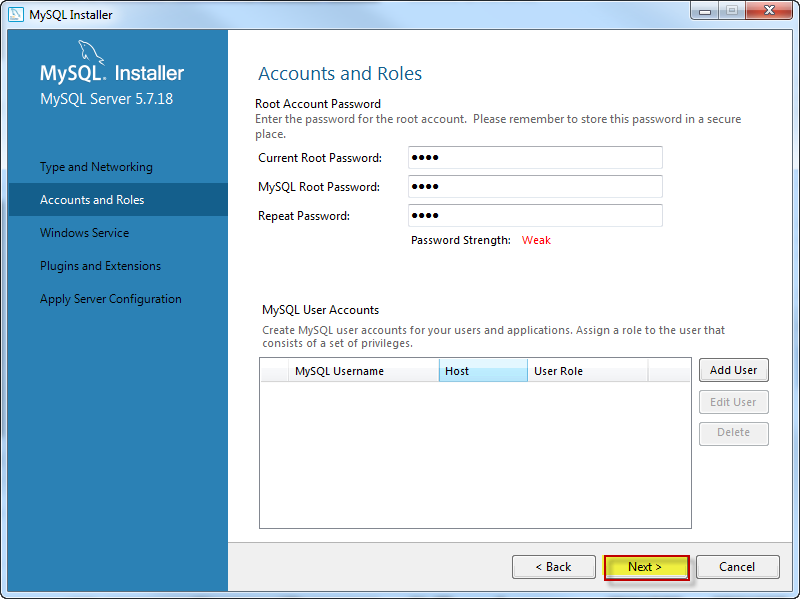 MySQL Installer
MySQL. Installer
MySQL Server 5.7.18
Type and Networking
Accounts and Roles
Windows Service
Plugins and Extensions
Apply Server Configuration
Accounts and Roles
Root Account Password
Enter the password for the root account.  Please remember to store this password in a secure
place.
Current Root Password: ●●●●
MySQL Root Password: ●●●●
Repeat Password: ●●●●
Password Strength: Weak
MySQL User Accounts
Create MySQL user accounts for your users and applications. Assign a role to the user that
consists of a set of privileges.
MySQL Username Host User Role
Add User
Edit User
Delete
< Back Next > Cancel